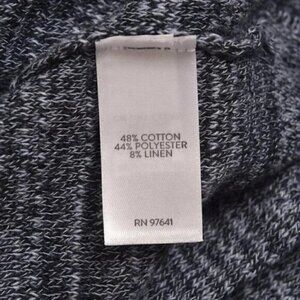 48% COTTON
44% POLYESTER
8% LINEN
RN 97641